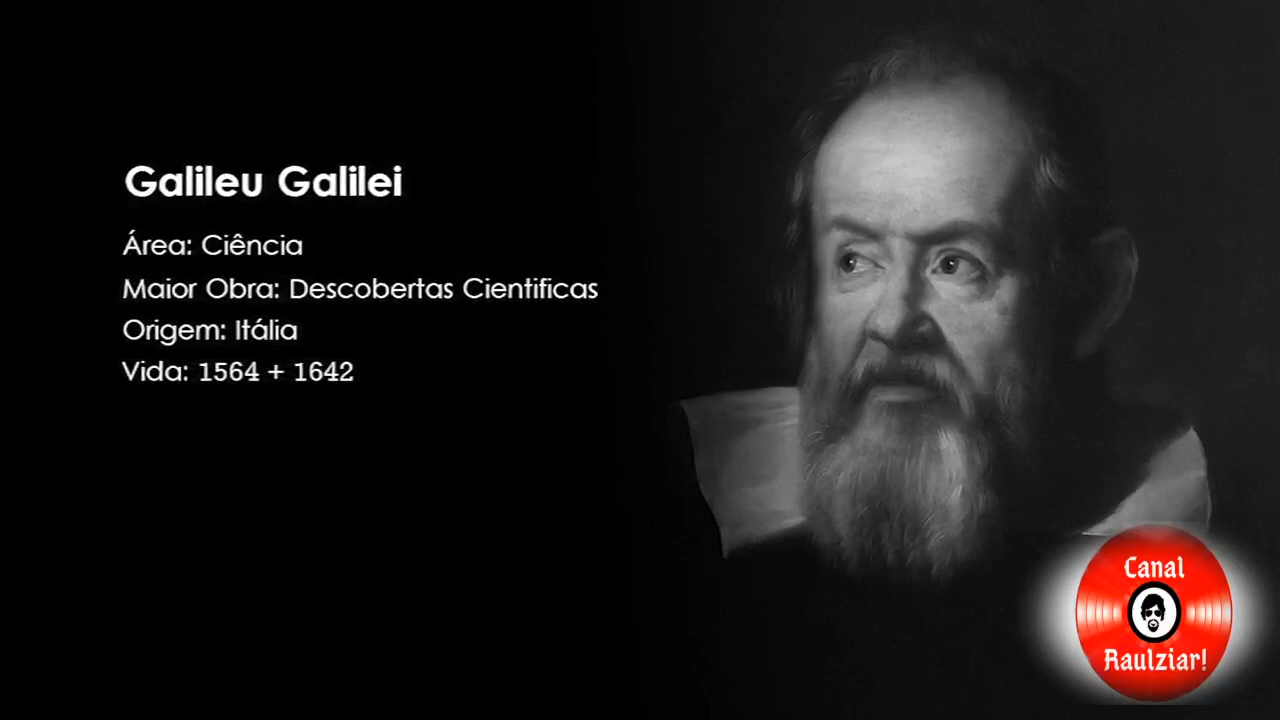 Galileu Galilei
Área: Ciência
Maior Obra: Descobertas Cientificas
Origem: Itália
Vida: 1564 + 1642
Canal
Raulziar!